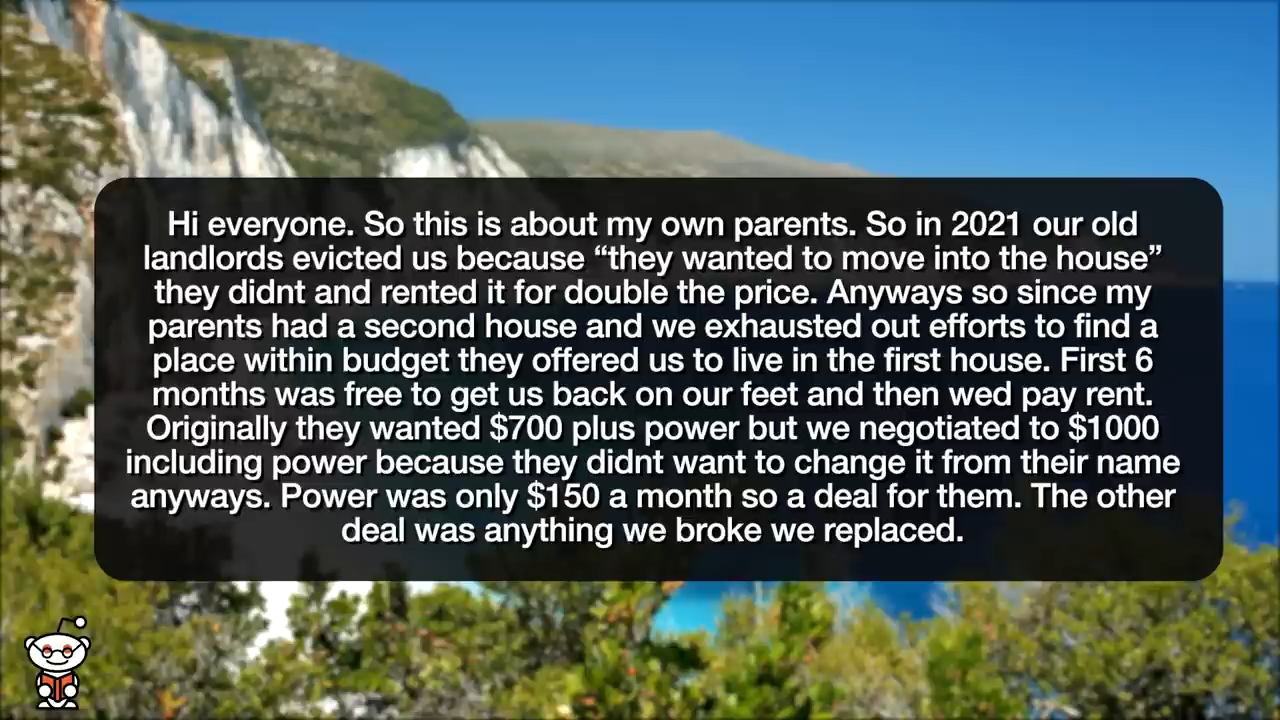 Hi everyone. So this is about my own parents. So in 2021 our old
landlords evicted us because “they wanted to move into the house”
they didnt and rented it for double the price. Anyways so since my
parents had a second house and we exhausted out efforts to find a
place within budget they offered us to live in the first house. First 6
months was free to get us back on our feet and then wed pay rent.
Originally they wanted $700 plus power but we negotiated to $1000
including power because they didnt want to change it from their name
anyways. Power was only $150 a month so a deal for them. The other
deal was anything we broke we replaced.